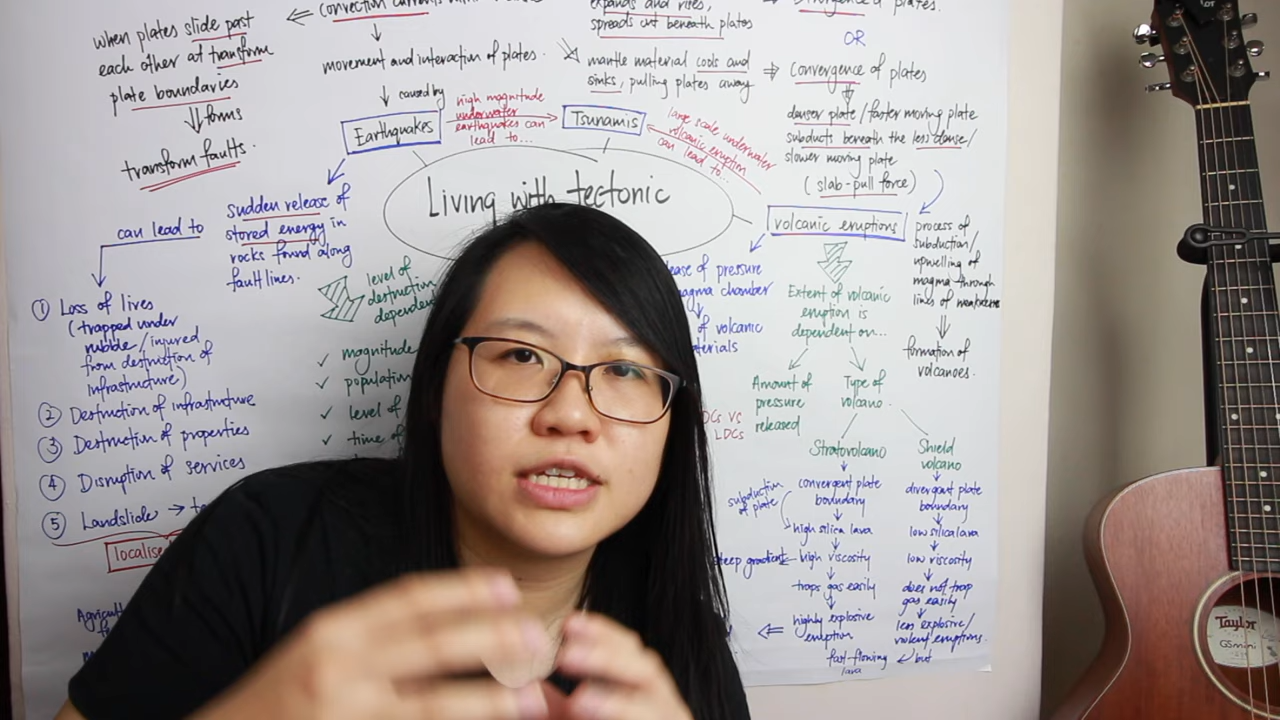 when plates slide past
each other at transform
plate boundaries
forms
transform faults.
convection currents
movement and interaction of plates.
caused by
Earthquakes
high magnitude
underwater
earthquakes can
lead to...
Tsunamis
large scale underwater
volcanic eruption
can lead to...
expands and rises,
spreads out beneath plates
mantle material cools and
sinks, pulling plates away
plates.
OR
Convergence of plates
denser plate / faster moving plate
subducts beneath the less dense/
slower moving plate
(slab-pull force)
Living with tectonic
sudden release of
stored energy in
rocks found along
fault lines.
can lead to
① Loss of lives
(trapped under
rubble/injured
from destruction of
infrastructure)
② Destruction of infrastructure
③ Destruction of properties
④ Disruption of services
⑤ Landslide →
level of
destruction
dependent
✓ magnitude
✓ population
✓ level of
✓ time of
volcanic eruptions
process of
subduction/
upwelling of
magma through
lines of weakness
formation of
volcanoes.
of pressure
chamber
of volcanic
Extent of volcanic
eruption is
dependent on...
Amount of
pressure
released
Type of
volcano.
DCs vs
LDCs
Stratovolcano
subduction
of plate
convergent plate
boundary
high silica lava
steep gradient
high viscosity
traps gas easily
highly explosive
eruption
Shield
volcano
divergent plate
boundary
low silica lava
low viscosity
does not trap
gas easily
less explosive/
violent eruptions.
but
fast-flowing
lava
Taylor
GS mini